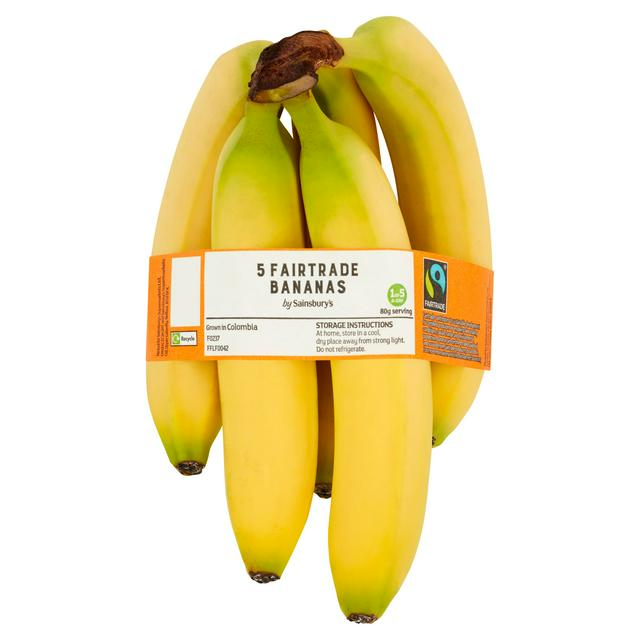 5 FAIRTRADE
BANANAS
by Sainsbury's
1 of 5
A-DAY
80g serving
Grown in Colombia
F0237
FFLF0042
STORAGE INSTRUCTIONS
At home, store in a cool,
dry place away from strong light.
Do not refrigerate.
Recycle
FAIRTRADE